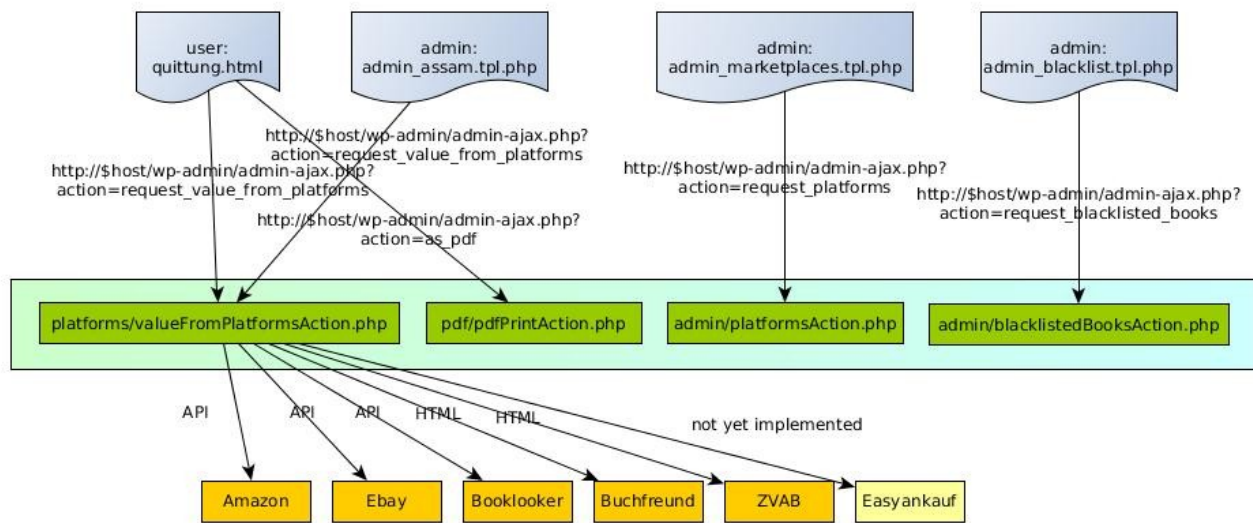 user:
quittung.html
admin:
admin_assam.tpl.php
admin:
admin_marketplaces.tpl.php
admin:
admin_blacklist.tpl.php
http://$host/wp-admin/admin-ajax.php?
action=request_value_from_platforms
http://$host/wp-admin/admin-ajax.php?
action=request_value_from_platforms
http://$host/wp-admin/admin-ajax.php?
action=as_pdf
http://$host/wp-admin/admin-ajax.php?
action=request_platforms
http://$host/wp-admin/admin-ajax.php?
action=request_blacklisted_books
platforms/valueFromPlatformsAction.php
pdf/pdfPrintAction.php
admin/platformsAction.php
admin/blacklistedBooksAction.php
API
API
API
HTML
HTML
not yet implemented
Amazon
Ebay
Booklooker
Buchfreund
ZVAB
Easyankauf